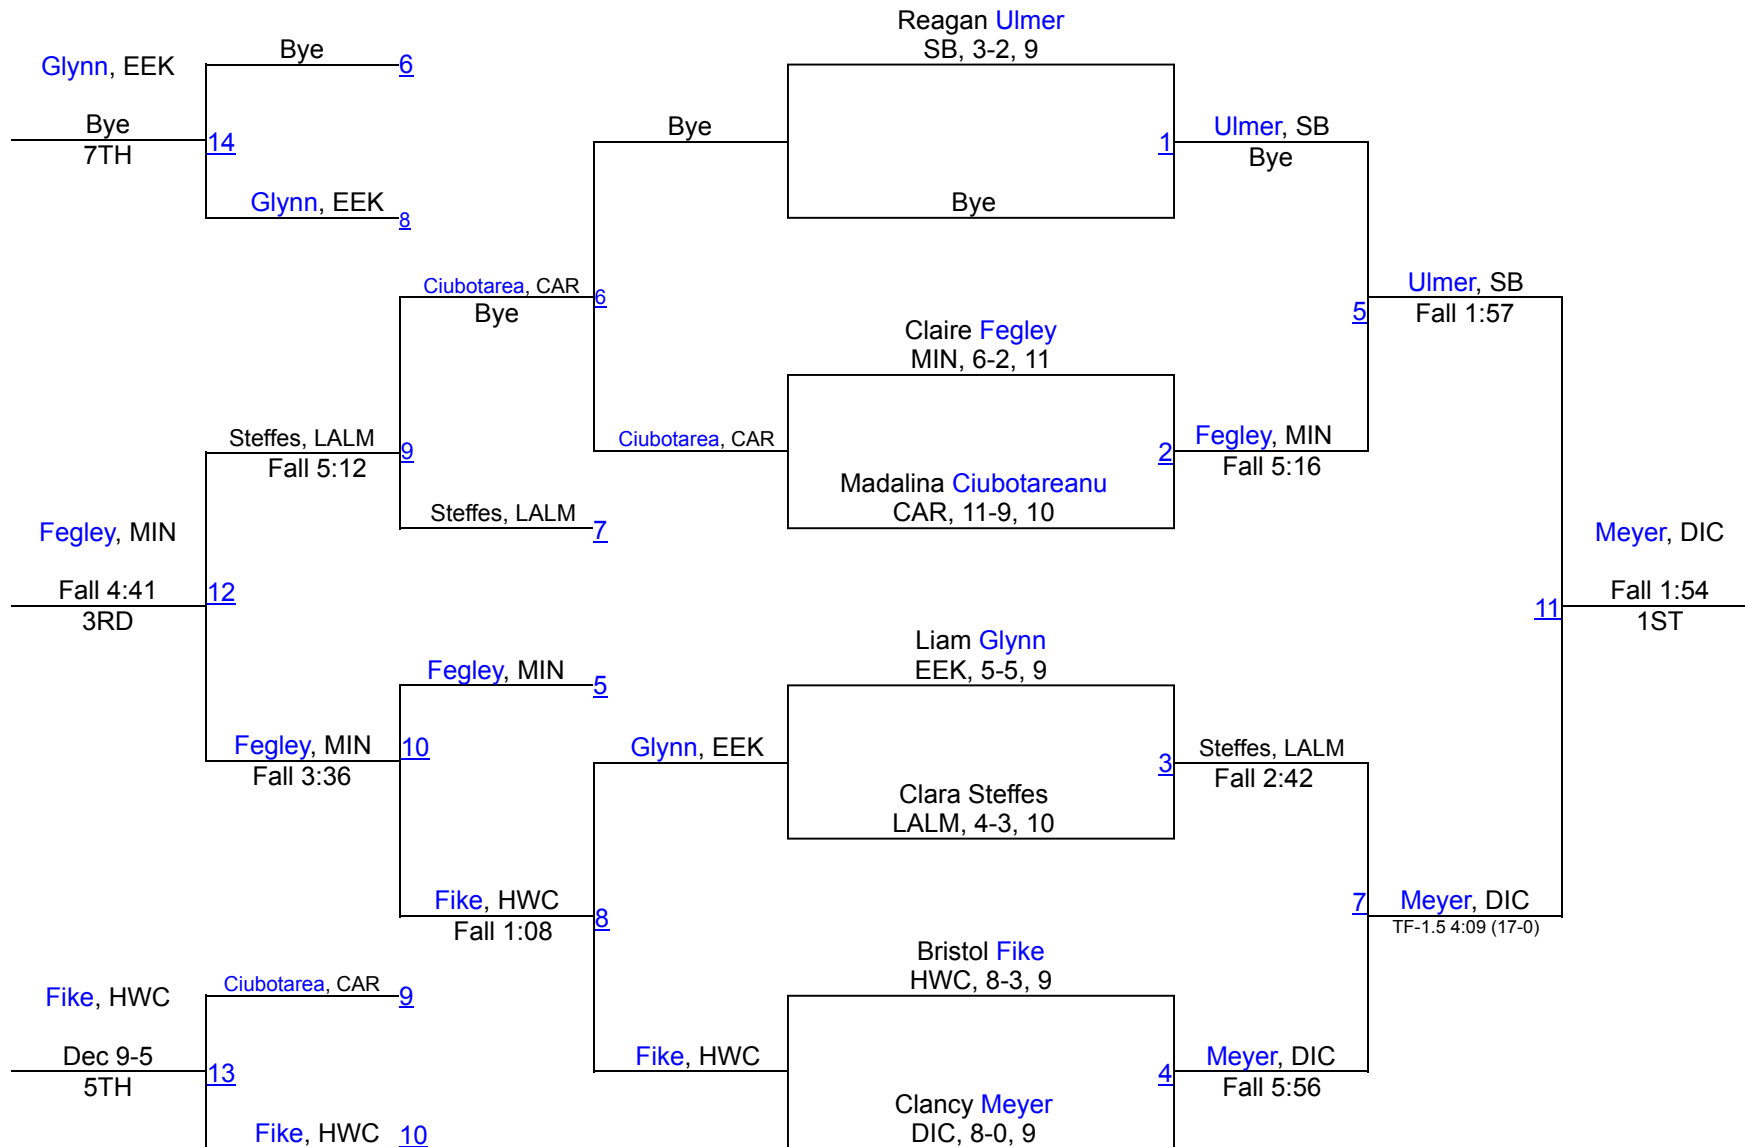 Glynn, EEK
Bye
7TH
14
Bye
6
Glynn, EEK
8
Ciubotarea, CAR
Bye
6
Bye
Ciubotarea, CAR
Steffes, LALM
Fall 5:12
9
Steffes, LALM
7
Fegley, MIN
Fall 4:41
3RD
12
Fegley, MIN
Fall 3:36
10
Fegley, MIN
5
Fike, HWC
Fall 1:08
8
Glynn, EEK
Fike, HWC
Fike, HWC
Dec 9-5
5TH
13
Ciubotarea, CAR
9
Fike, HWC
10
Reagan Ulmer
SB, 3-2, 9
Bye
1
Ulmer, SB
Bye
Claire Fegley
MIN, 6-2, 11
Madalina Ciubotareanu
CAR, 11-9, 10
2
Fegley, MIN
Fall 5:16
5
Ulmer, SB
Fall 1:57
Liam Glynn
EEK, 5-5, 9
Clara Steffes
LALM, 4-3, 10
3
Steffes, LALM
Fall 2:42
Bristol Fike
HWC, 8-3, 9
Clancy Meyer
DIC, 8-0, 9
4
Meyer, DIC
Fall 5:56
7
Meyer, DIC
TF-1.5 4:09 (17-0)
11
Meyer, DIC
Fall 1:54
1ST